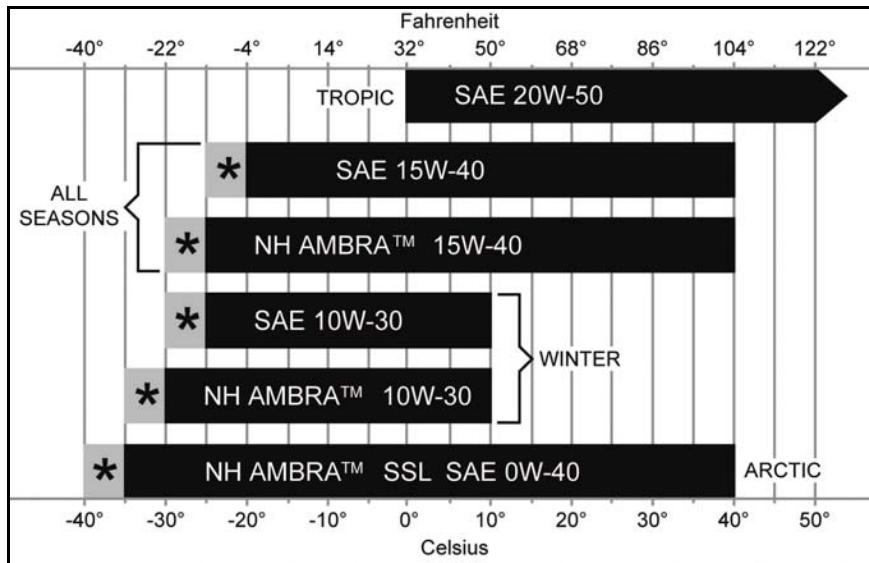 Fahrenheit
-40° -22° -4° 14° 32° 50° 68° 86° 104° 122°
TROPIC SAE 20W-50
* SAE 15W-40
ALL
SEASONS
* NH AMBRA™ 15W-40
* SAE 10W-30
WINTER
* NH AMBRA™ 10W-30
* NH AMBRA™ SSL SAE 0W-40 ARCTIC
-40° -30° -20° -10° 0° 10° 20° 30° 40° 50°
Celsius